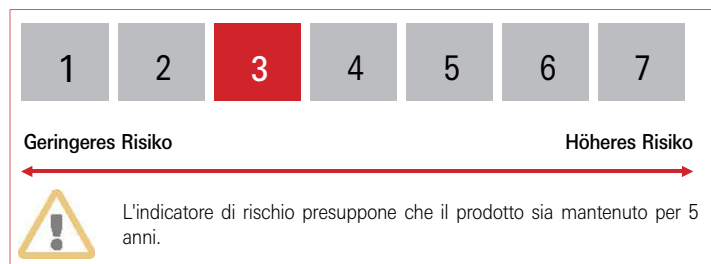 1 2 3 4 5 6 7
Geringeres Risiko Höheres Risiko
L'indicatore di rischio presuppone che il prodotto sia mantenuto per 5
anni.